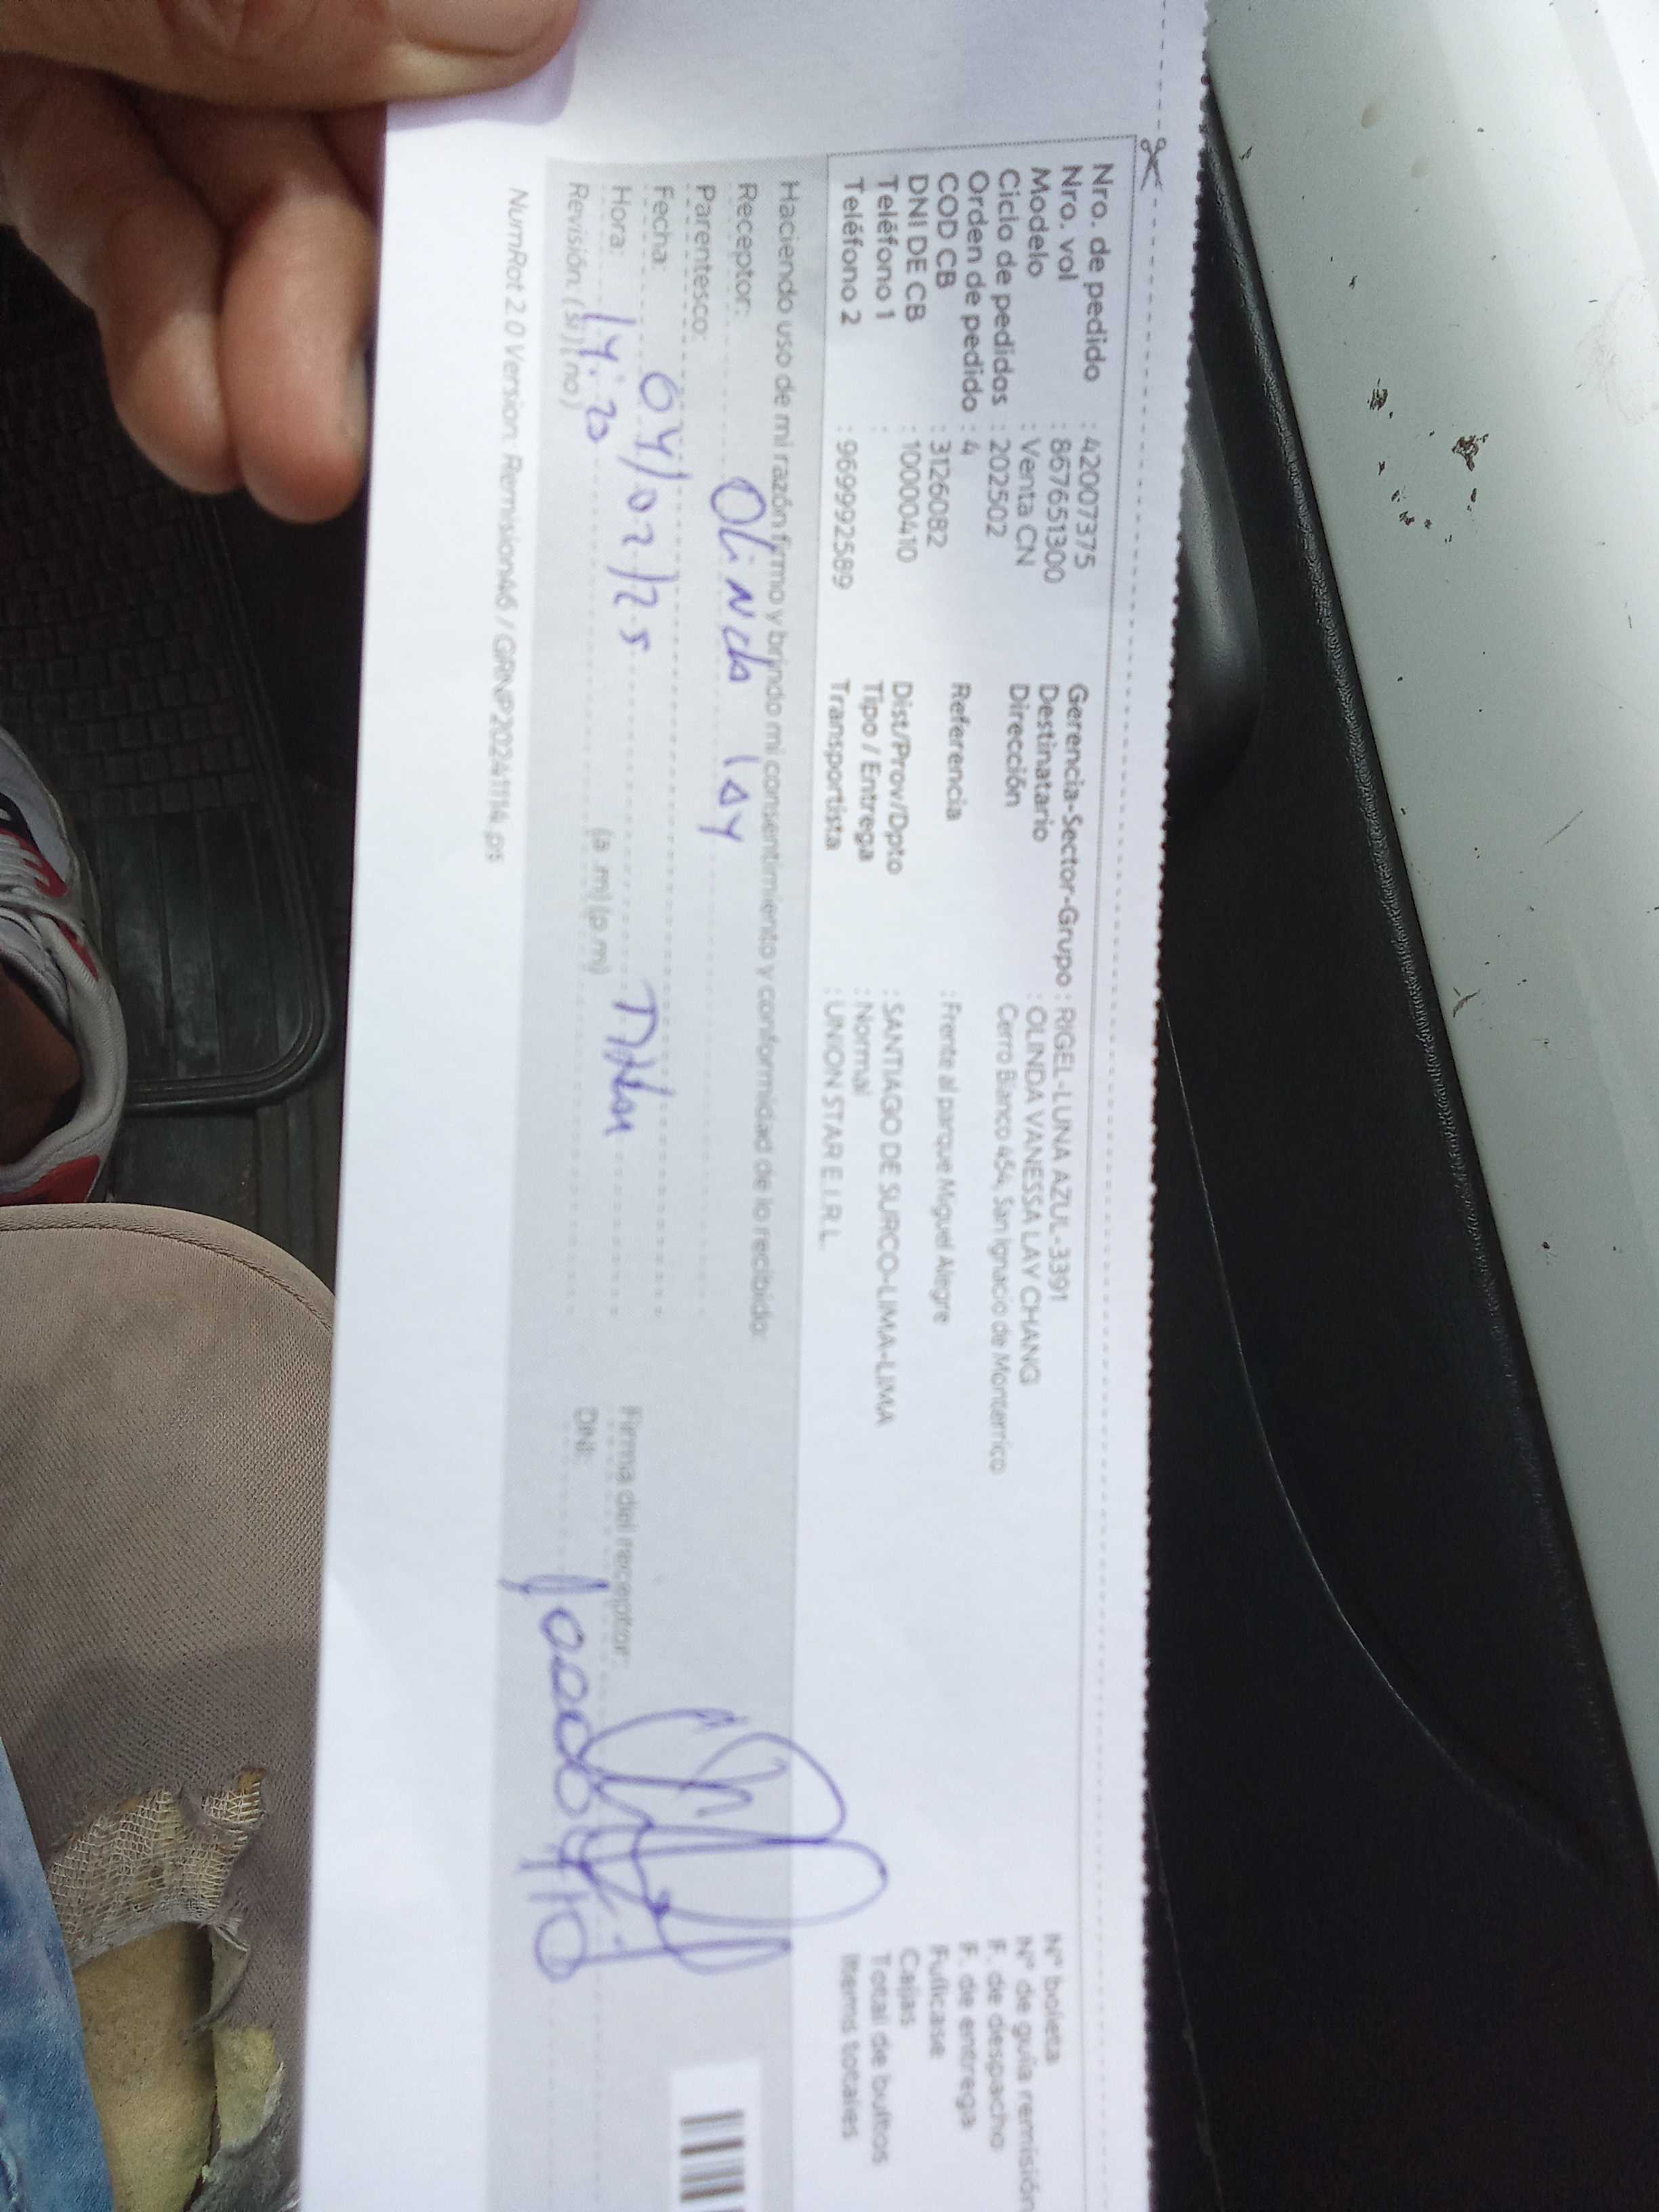 Nro. de pedido : 42007375
Nro. vol : 867651300
Modelo : Venta CN
Ciclo de pedidos : 202502
Orden de pedido : 4
COD CB : 3126082
DNI DE CB : 10000410
Teléfono 1 :
Teléfono 2 : 969992589
Gerencia-Sector-Grupo : RIGEL-LUNA AZUL-3391
Destinatario : OLINDA VANESSA LAY CHANG
Dirección Cerro Blanco 454, San Ignacio de Monterrico
Referencia : Frente al parque Miguel Alegre
Dist/Prov/Dpto : SANTIAGO DE SURCO-LIMA-LIMA
Tipo / Entrega : Normal
Transportista : UNION STAR E.I.R.L.
N° boleta
N° de guía remisión
F. de despacho
F. de entrega
Fullcase
Cajas
Total de bultos
Items totales
Haciendo uso de mi razón firmo y brindo mi consentimiento y conformidad de lo recibido:
Receptor: Olinda lay
Parentesco:
Fecha: 04/02/25
Hora: 14:20 (a.m) (p.m)
Revisión: (si) (no)
Firma del receptor:
DNI: 10000410
NumRot 2.0 Version: Remision46 / GRNP20241114.ps